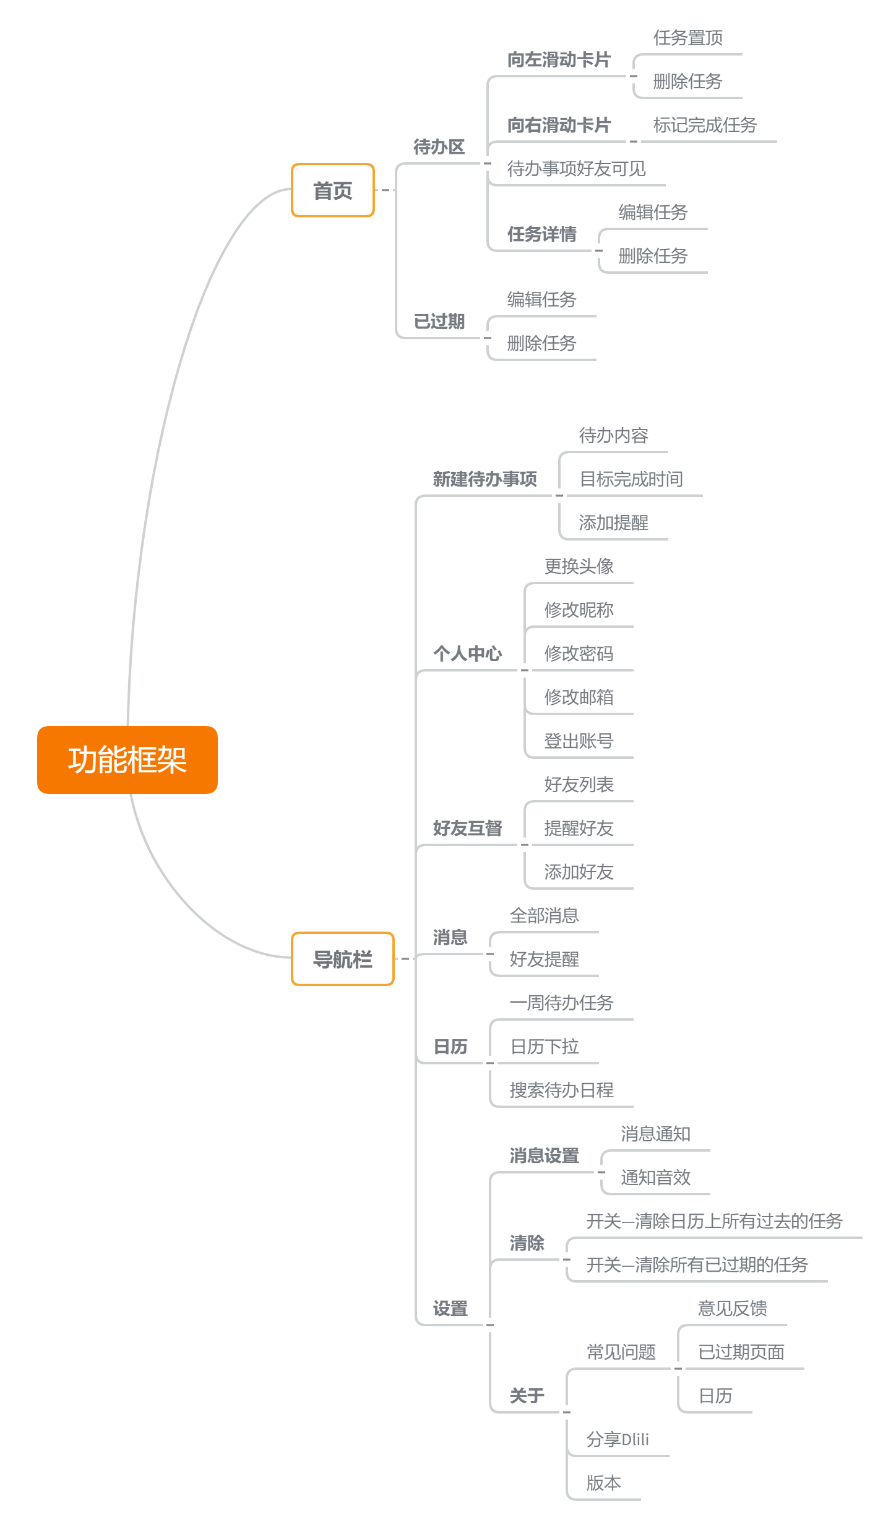 功能框架
首页
待办区
向左滑动卡片
任务置顶
删除任务
向右滑动卡片
标记完成任务
待办事项好友可见
任务详情
编辑任务
删除任务
已过期
编辑任务
删除任务
导航栏
新建待办事项
待办内容
目标完成时间
添加提醒
个人中心
更换头像
修改昵称
修改密码
修改邮箱
登出账号
好友互督
好友列表
提醒好友
添加好友
消息
全部消息
好友提醒
日历
一周待办任务
日历下拉
搜索待办日程
设置
消息设置
消息通知
通知音效
清除
开关—清除日历上所有过去的任务
开关—清除所有已过期的任务
关于
常见问题
意见反馈
已过期页面
日历
分享Dlili
版本